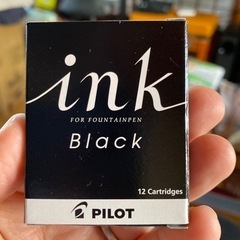 ink
FOR FOUNTAINPEN
Black
12 Cartridges
PILOT